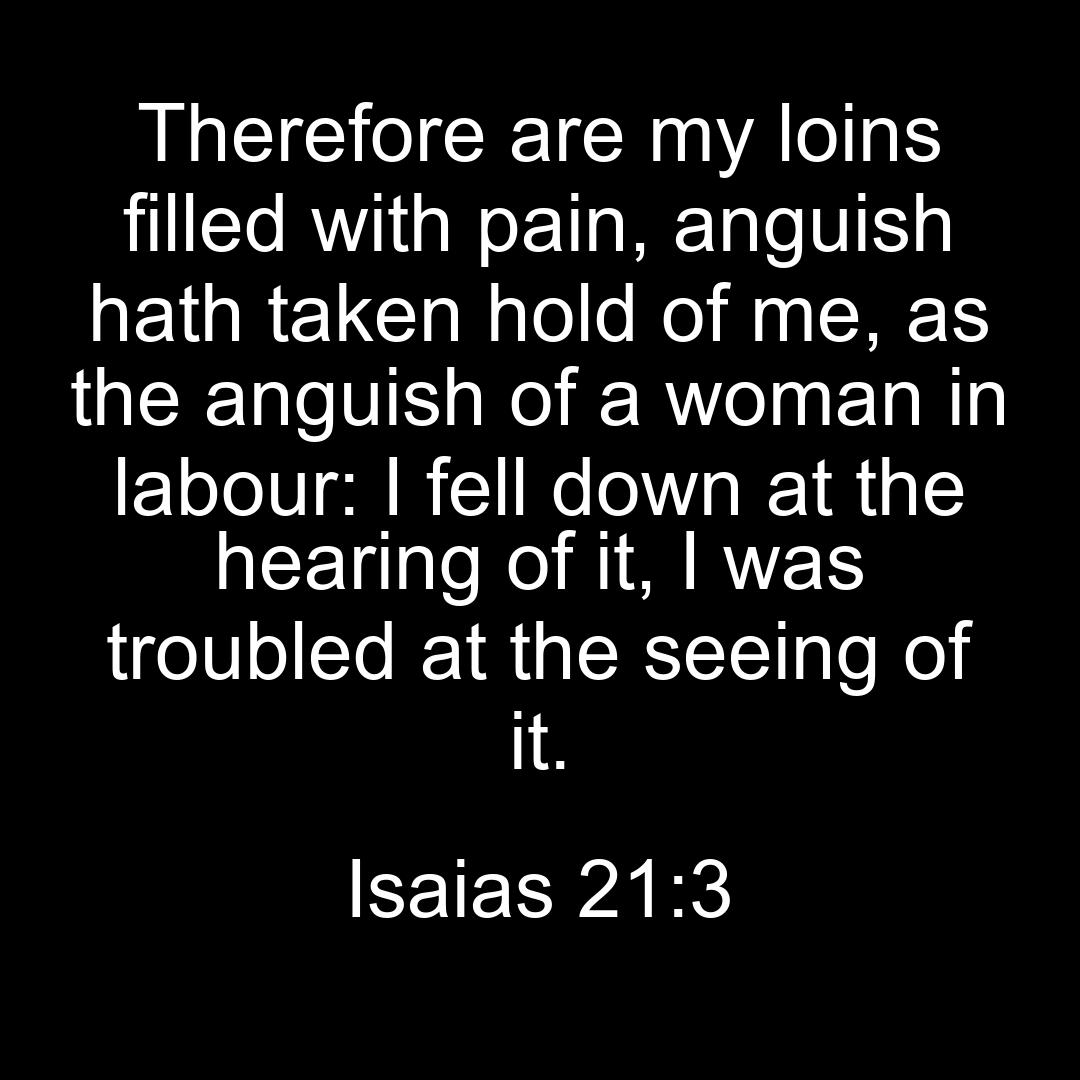 Therefore are my loins
filled with pain, anguish
hath taken hold of me, as
the anguish of a woman in
labour: I fell down at the
hearing of it, I was
troubled at the seeing of
it.
Isaias 21:3